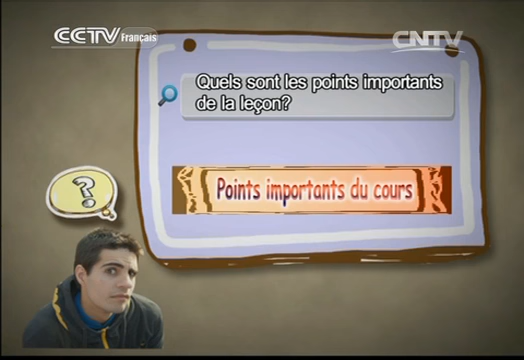 CCTV Français
CNTV
Quels sont les points importants
de la leçon?
?
Points importants du cours